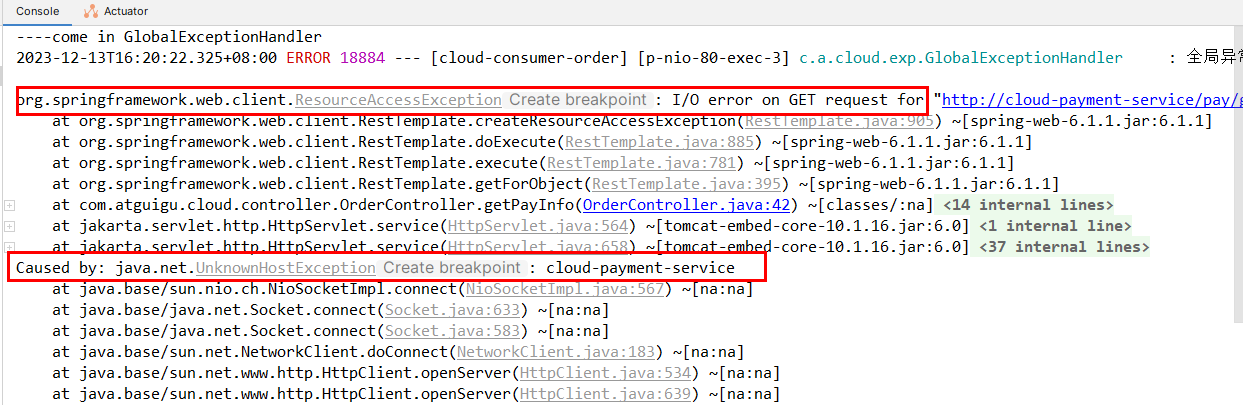 Console Actuator
----come in GlobalExceptionHandler
2023-12-13T16:20:22.325+08:00 ERROR 18884 --- [cloud-consumer-order] [p-nio-80-exec-3] c.a.cloud.exp.GlobalExceptionHandler : 全局异常
org.springframework.web.client.ResourceAccessException Create breakpoint : I/O error on GET request for "http://cloud-payment-service/pay/g
at org.springframework.web.client.RestTemplate.createResourceAccessException(RestTemplate.java:905) ~[spring-web-6.1.1.jar:6.1.1]
at org.springframework.web.client.RestTemplate.doExecute(RestTemplate.java:885) ~[spring-web-6.1.1.jar:6.1.1]
at org.springframework.web.client.RestTemplate.execute(RestTemplate.java:781) ~[spring-web-6.1.1.jar:6.1.1]
at org.springframework.web.client.RestTemplate.getForObject(RestTemplate.java:395) ~[spring-web-6.1.1.jar:6.1.1]
at com.atguigu.cloud.controller.OrderController.getPayInfo(OrderController.java:42) ~[classes/:na] <14 internal lines>
at jakarta.servlet.http.HttpServlet.service(HttpServlet.java:564) ~[tomcat-embed-core-10.1.16.jar:6.0] <1 internal line>
at jakarta.servlet.http.HttpServlet.service(HttpServlet.java:658) ~[tomcat-embed-core-10.1.16.jar:6.0] <37 internal lines>
Caused by: java.net.UnknownHostException Create breakpoint : cloud-payment-service
at java.base/sun.nio.ch.NioSocketImpl.connect(NioSocketImpl.java:567) ~[na:na]
at java.base/java.net.Socket.connect(Socket.java:633) ~[na:na]
at java.base/java.net.Socket.connect(Socket.java:583) ~[na:na]
at java.base/sun.net.NetworkClient.doConnect(NetworkClient.java:183) ~[na:na]
at java.base/sun.net.www.http.HttpClient.openServer(HttpClient.java:534) ~[na:na]
at java.base/sun.net.www.http.HttpClient.openServer(HttpClient.java:639) ~[na:na]